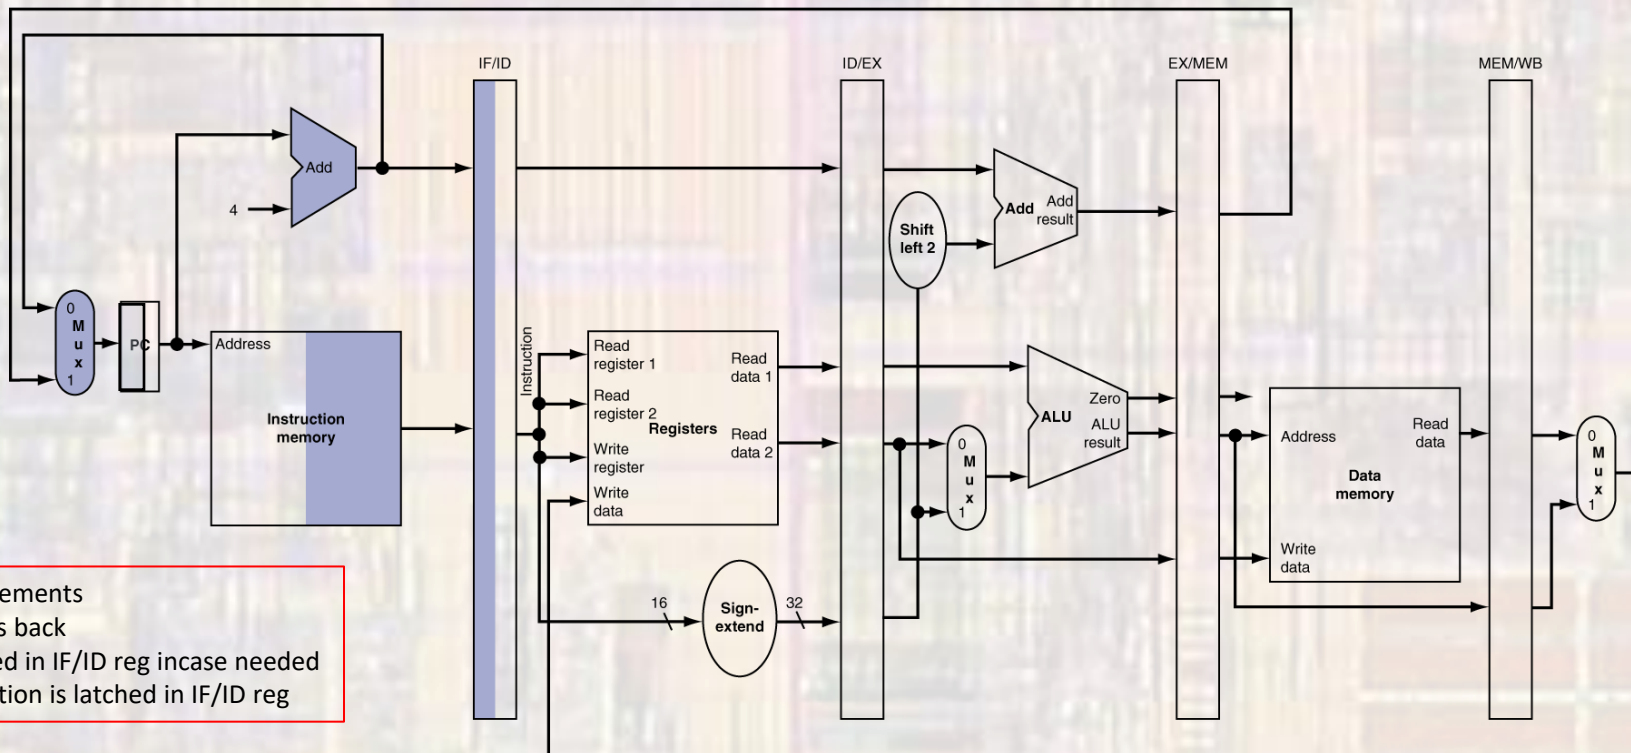 IF/ID
ID/EX
EX/MEM
MEM/WB
Add
4
0
M
u
x
1
PC
Address
Instruction
memory
Instruction
Read
register 1
Read
register 2
Write
register
Write
data
Registers
Read
data 1
Read
data 2
16
Sign-
extend
32
Shift
left 2
Add
Add
result
0
M
u
x
1
ALU
Zero
ALU
result
Address
Write
data
Data
memory
Read
data
0
M
u
x
1
ements
s back
ed in IF/ID reg incase needed
tion is latched in IF/ID reg